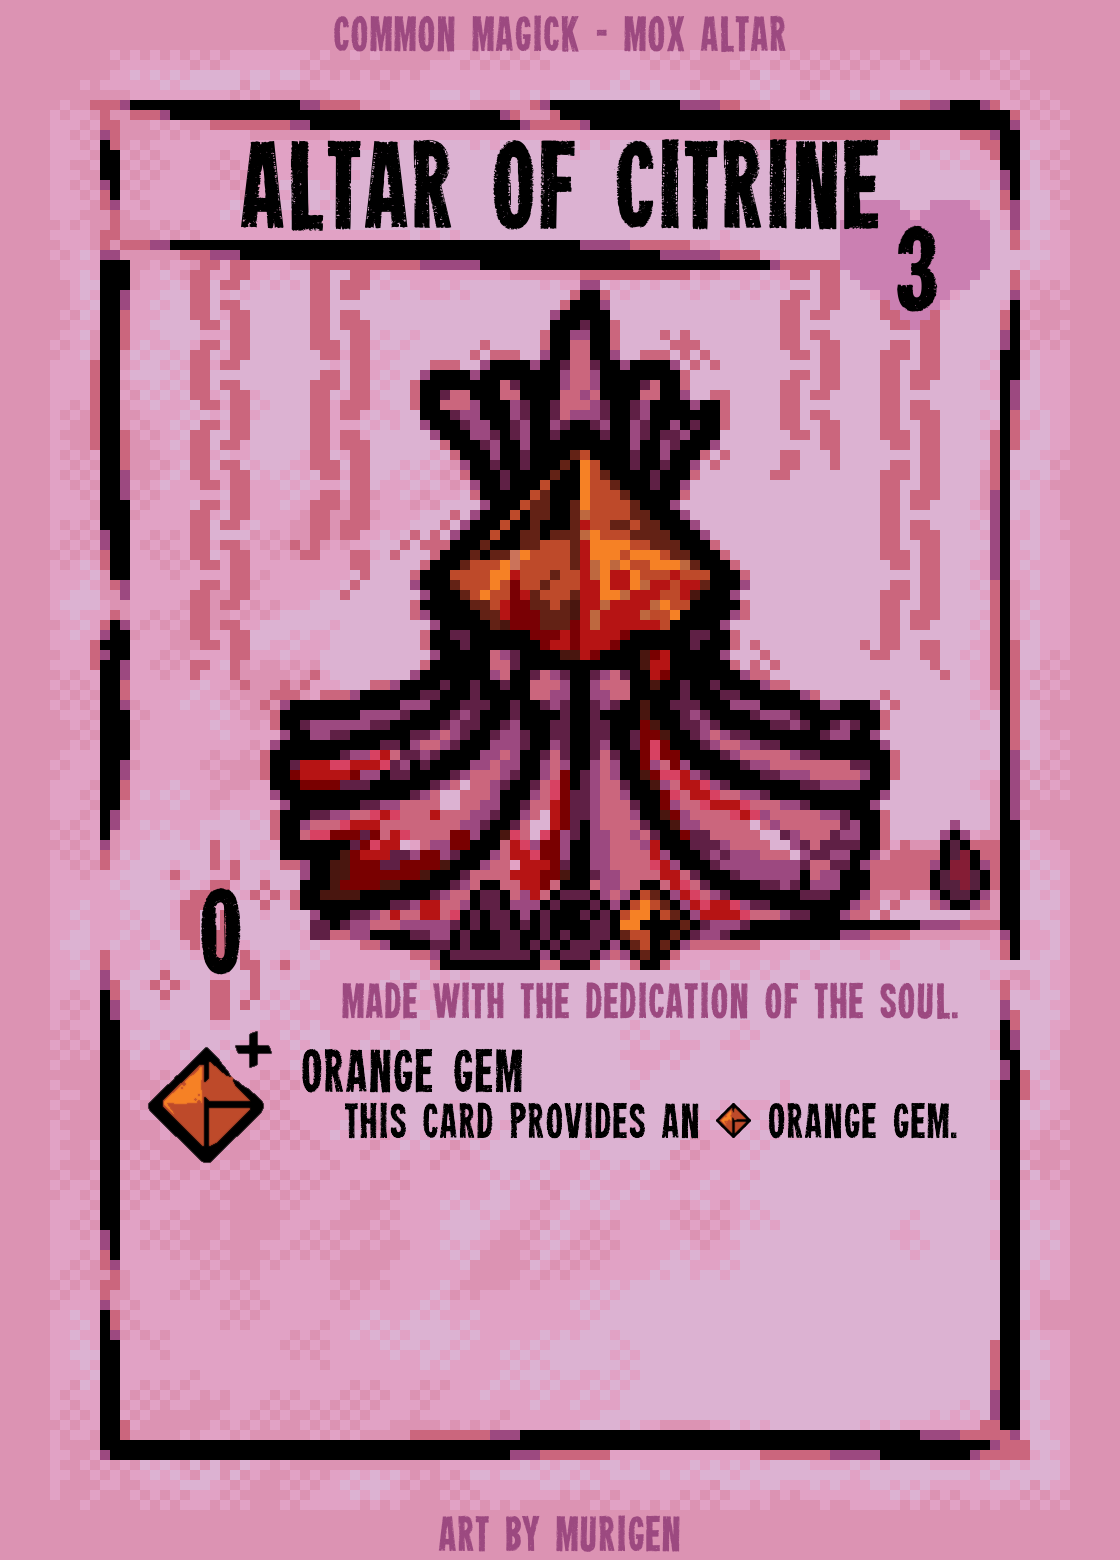 COMMON MAGICK - MOX ALTAR
ALTAR OF CITRINE
3
0
MADE WITH THE DEDICATION OF THE SOUL.
+
ORANGE GEM
THIS CARD PROVIDES AN ORANGE GEM.
ART BY MURIGEN